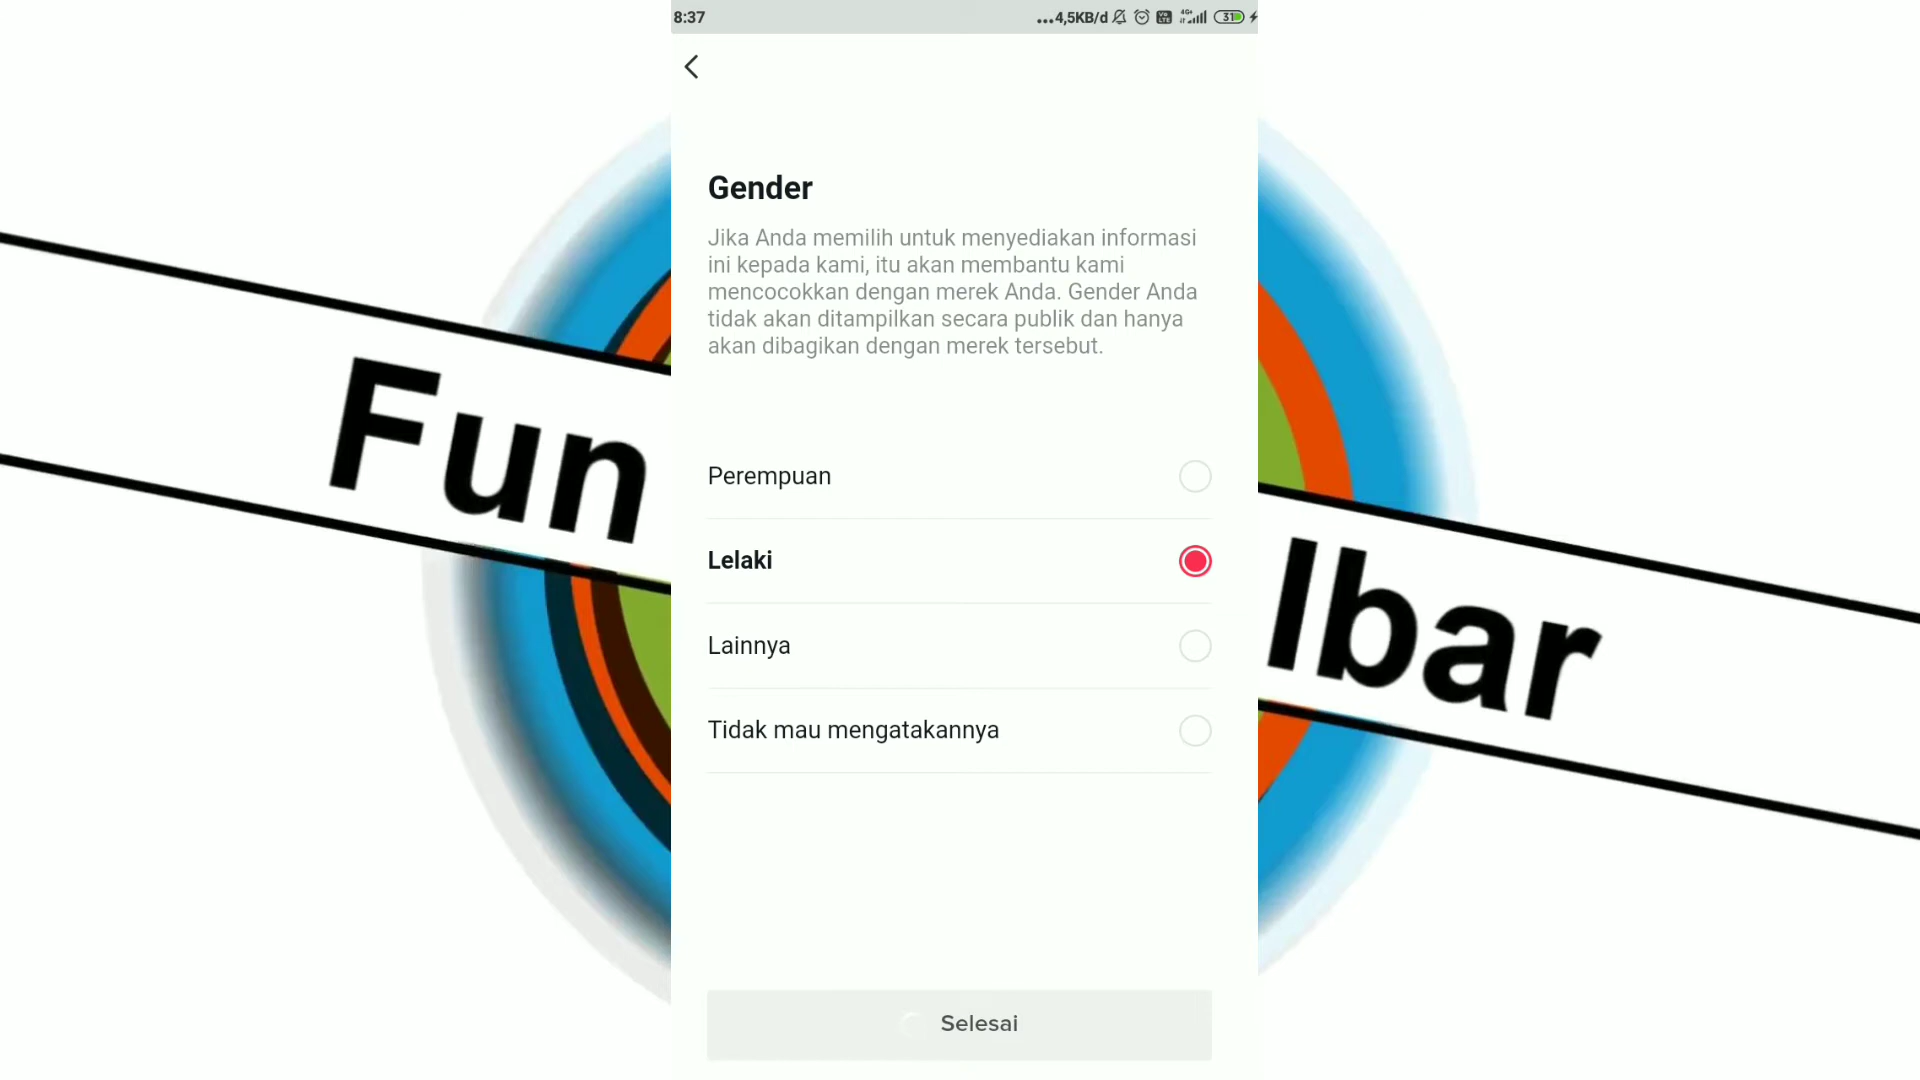 8:37
...4,5KB/d
4G+
31
Gender
Jika Anda memilih untuk menyediakan informasi
ini kepada kami, itu akan membantu kami
mencocokkan dengan merek Anda. Gender Anda
tidak akan ditampilkan secara publik dan hanya
akan dibagikan dengan merek tersebut.
Fun
lbar
Perempuan
Lelaki
Lainnya
Tidak mau mengatakannya
Selesai